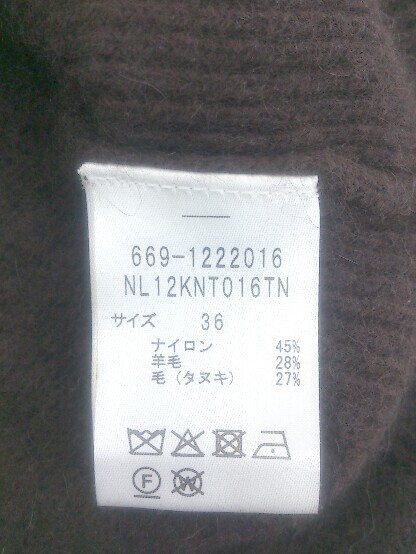 669-1222016
NL12KNT016TN
サイズ 36
ナイロン 45%
羊毛 28%
毛(タヌキ) 27%
F W